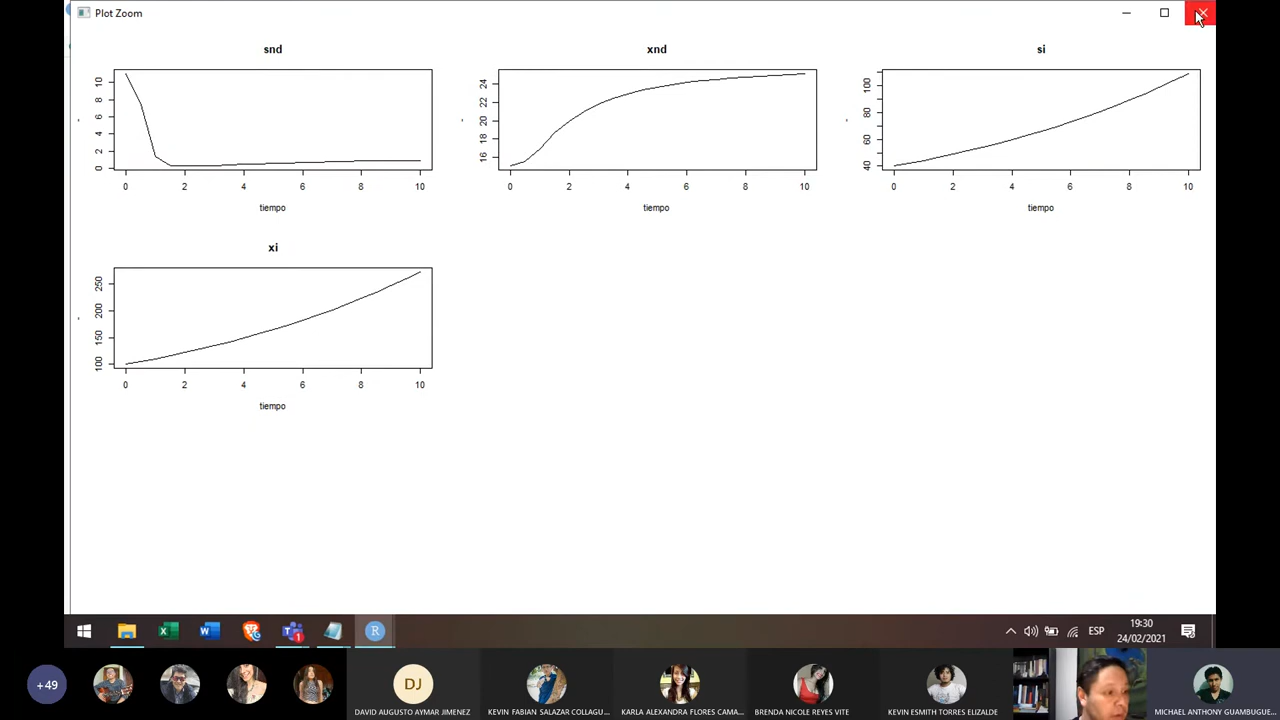 Plot Zoom
snd
10
8
6
4
2
0
0 2 4 6 8 10
tiempo
xnd
24
22
20
18
16
0 2 4 6 8 10
tiempo
si
100
80
60
40
0 2 4 6 8 10
tiempo
xi
250
200
150
100
0 2 4 6 8 10
tiempo
1
R
ESP
19:30
24/02/2021
+49
DJ
DAVID AUGUSTO AYMAR JIMENEZ
KEVIN FABIAN SALAZAR COLLAGU...
KARLA ALEXANDRA FLORES CAMA...
BRENDA NICOLE REYES VITE
KEVIN ESMITH TORRES ELIZALDE
MICHAEL ANTHONY GUAMBUGUE...